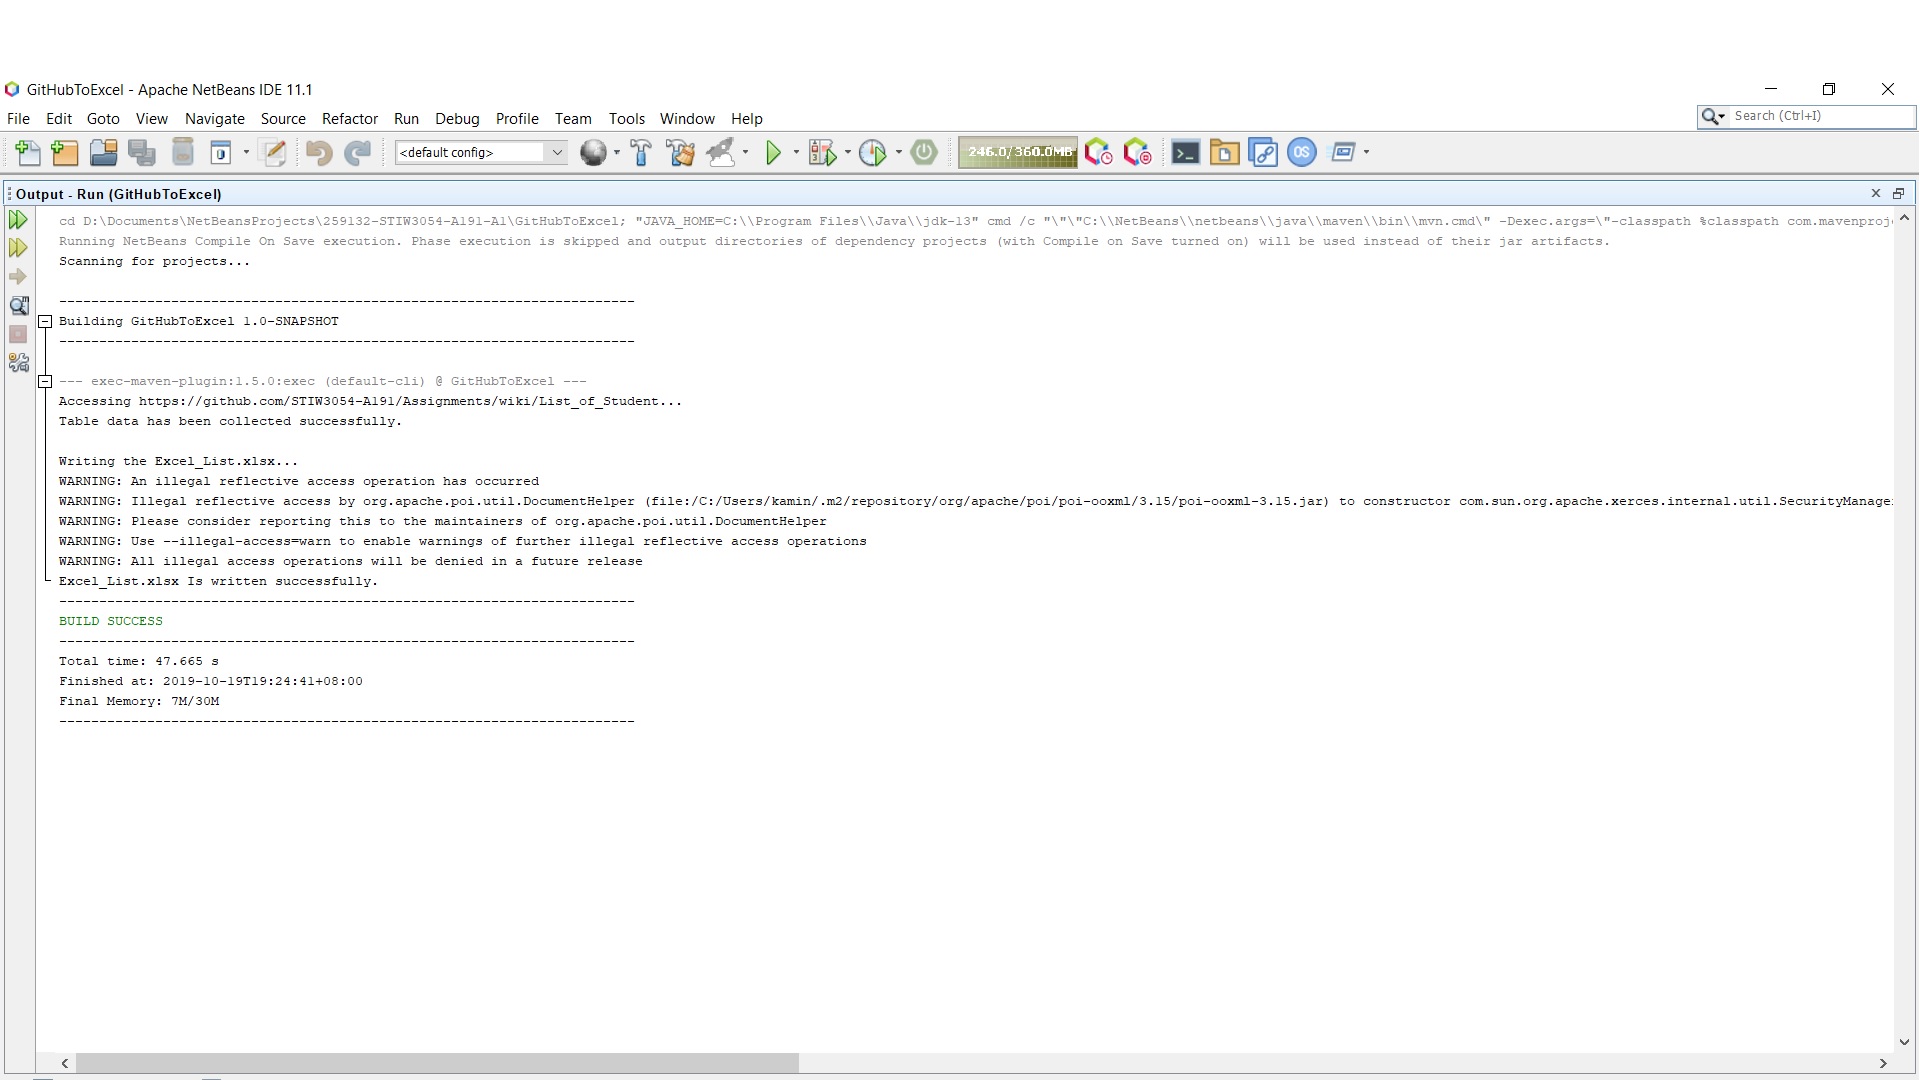 GitHubToExcel - Apache NetBeans IDE 11.1
File Edit Goto View Navigate Source Refactor Run Debug Profile Team Tools Window Help
Search (Ctrl+I)
<default config>
246.0/360.0MB
OS
Output - Run (GitHubToExcel)
cd D:\Documents\NetBeansProjects\259132-STIW3054-A191-A1\GitHubToExcel; "JAVA_HOME=C:\\Program Files\\Java\\jdk-13" cmd /c "\"\"C:\\NetBeans\\netbeans\\java\\maven\\bin\\mvn.cmd\" -Dexec.args=\"-classpath %classpath com.mavenproj
Running NetBeans Compile On Save execution. Phase execution is skipped and output directories of dependency projects (with Compile on Save turned on) will be used instead of their jar artifacts.
Scanning for projects...
------------------------------------------------------------------------
Building GitHubToExcel 1.0-SNAPSHOT
------------------------------------------------------------------------
--- exec-maven-plugin:1.5.0:exec (default-cli) @ GitHubToExcel ---
Accessing https://github.com/STIW3054-A191/Assignments/wiki/List_of_Student...
Table data has been collected successfully.
Writing the Excel_List.xlsx...
WARNING: An illegal reflective access operation has occurred
WARNING: Illegal reflective access by org.apache.poi.util.DocumentHelper (file:/C:/Users/kamin/.m2/repository/org/apache/poi/poi-ooxml/3.15/poi-ooxml-3.15.jar) to constructor com.sun.org.apache.xerces.internal.util.SecurityManage
WARNING: Please consider reporting this to the maintainers of org.apache.poi.util.DocumentHelper
WARNING: Use --illegal-access=warn to enable warnings of further illegal reflective access operations
WARNING: All illegal access operations will be denied in a future release
Excel_List.xlsx Is written successfully.
------------------------------------------------------------------------
BUILD SUCCESS
------------------------------------------------------------------------
Total time: 47.665 s
Finished at: 2019-10-19T19:24:41+08:00
Final Memory: 7M/30M
------------------------------------------------------------------------